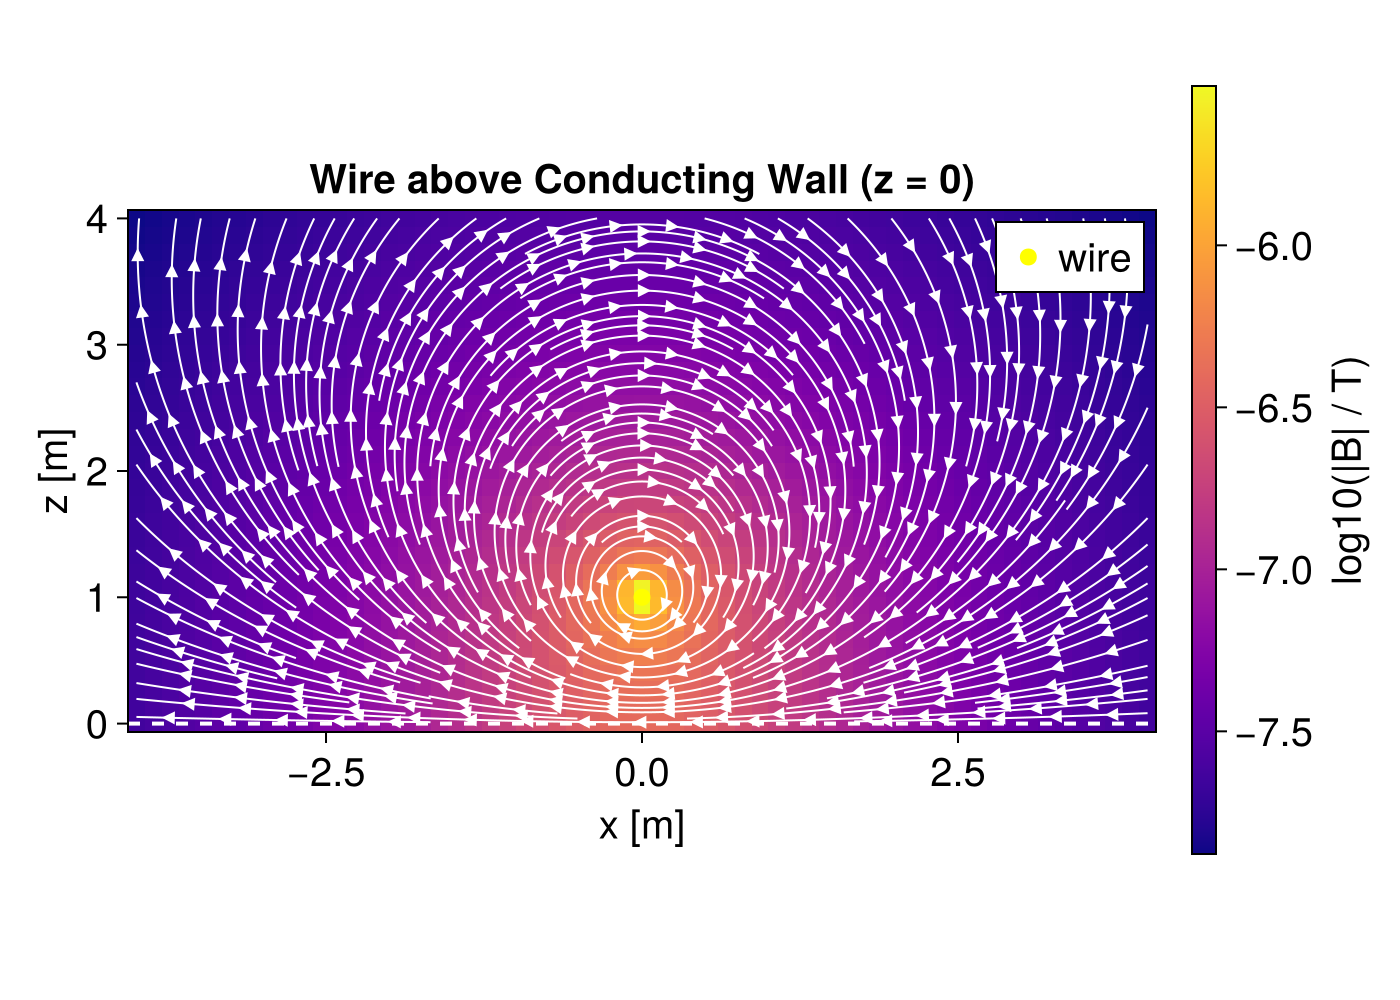 Wire above Conducting Wall (z = 0)
wire
4
3
2
1
0
z [m]
−2.5
0.0
2.5
x [m]
−6.0
−6.5
−7.0
−7.5
log10(|B| / T)